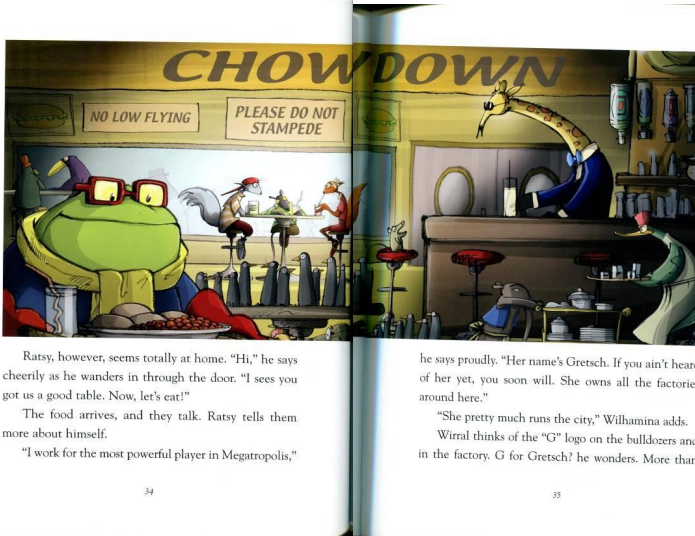 CHOWDOWN
NO LOW FLYING
PLEASE DO NOT
STAMPEDE
Ratsy, however, seems totally at home. “Hi,” he says
cheerily as he wanders in through the door. “I sees you
got us a good table. Now, let’s eat!”
The food arrives, and they talk. Ratsy tells them
more about himself.
“I work for the most powerful player in Megatropolis,”
34
he says proudly. “Her name’s Gretsch. If you ain’t heard
of her yet, you soon will. She owns all the factories
around here.”
“She pretty much runs the city,” Wilhamina adds.
Wirral thinks of the “G” logo on the bulldozers and
in the factory. G for Gretsch? he wonders. More than
35